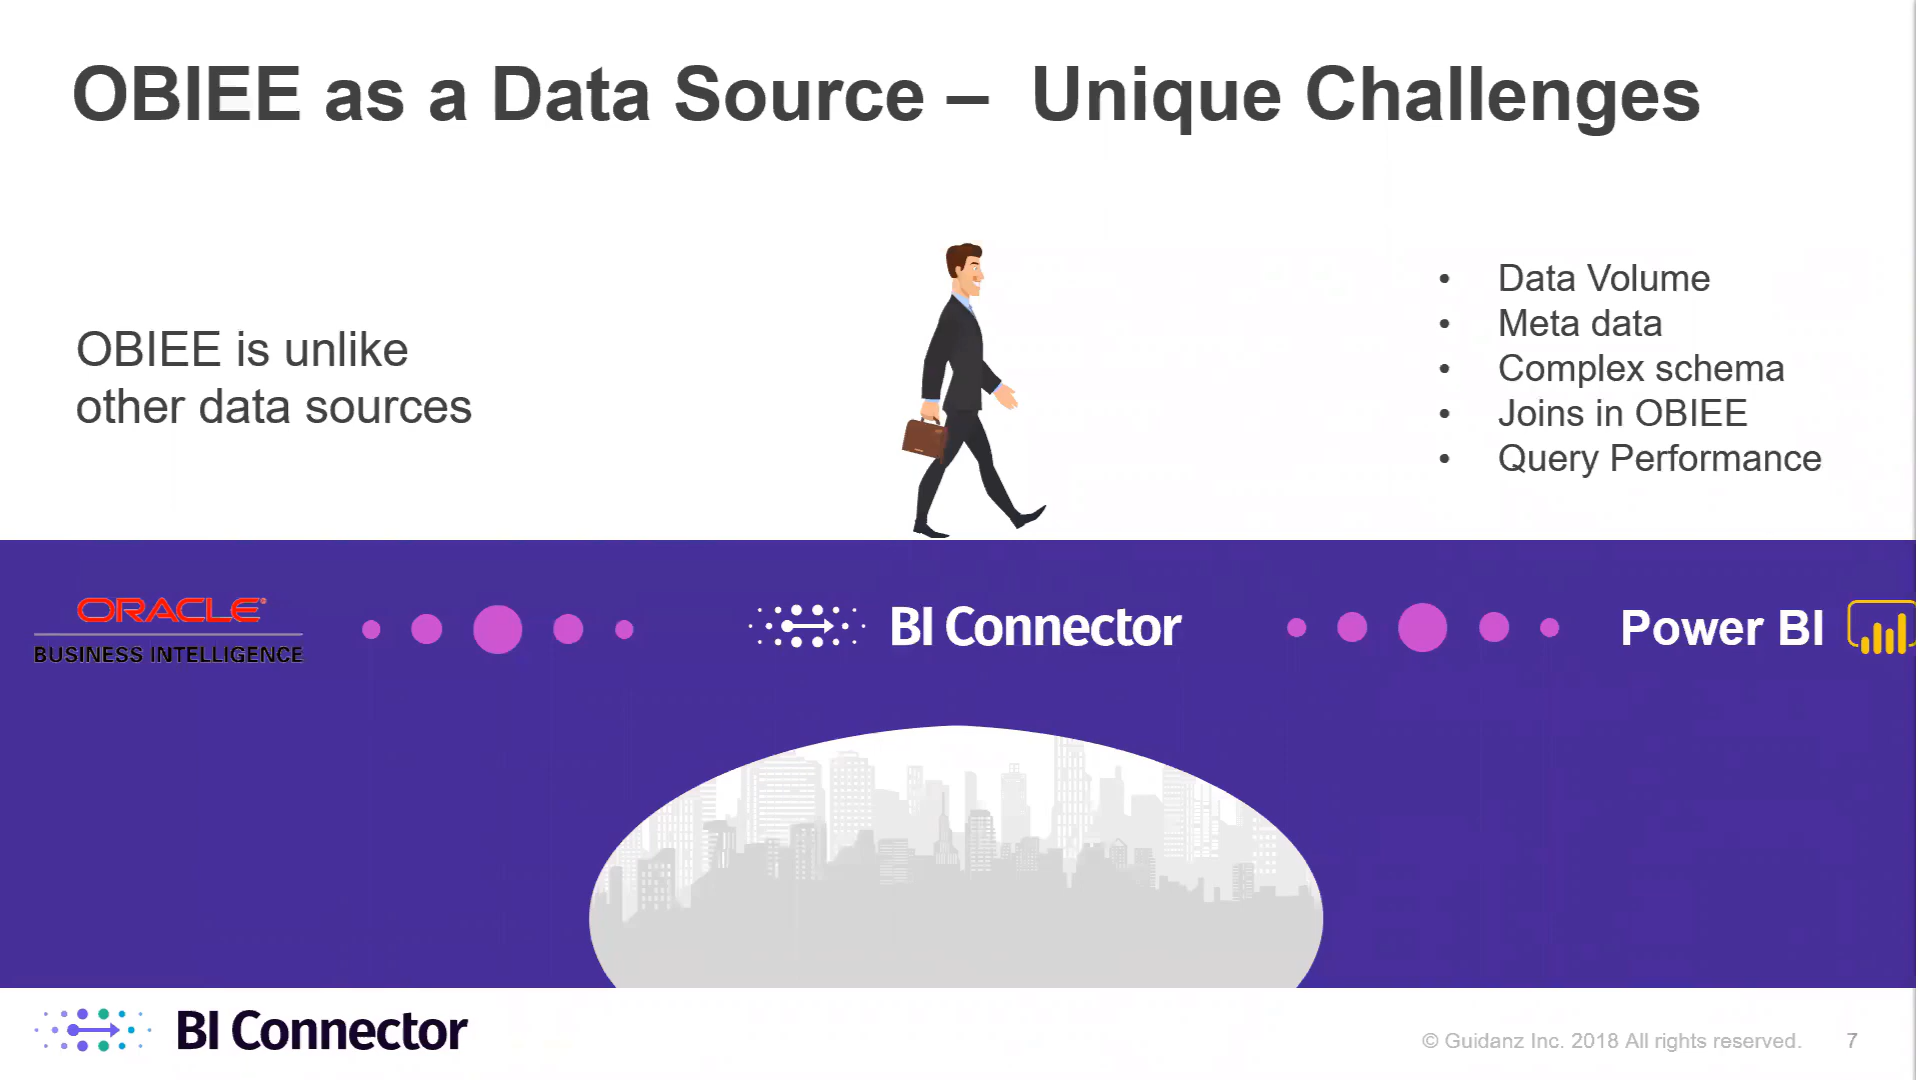 OBIEE as a Data Source –  Unique Challenges
OBIEE is unlike
other data sources
• Data Volume
• Meta data
• Complex schema
• Joins in OBIEE
• Query Performance
ORACLE®
BUSINESS INTELLIGENCE
BI Connector
Power BI
BI Connector
© Guidanz Inc. 2018 All rights reserved. 7